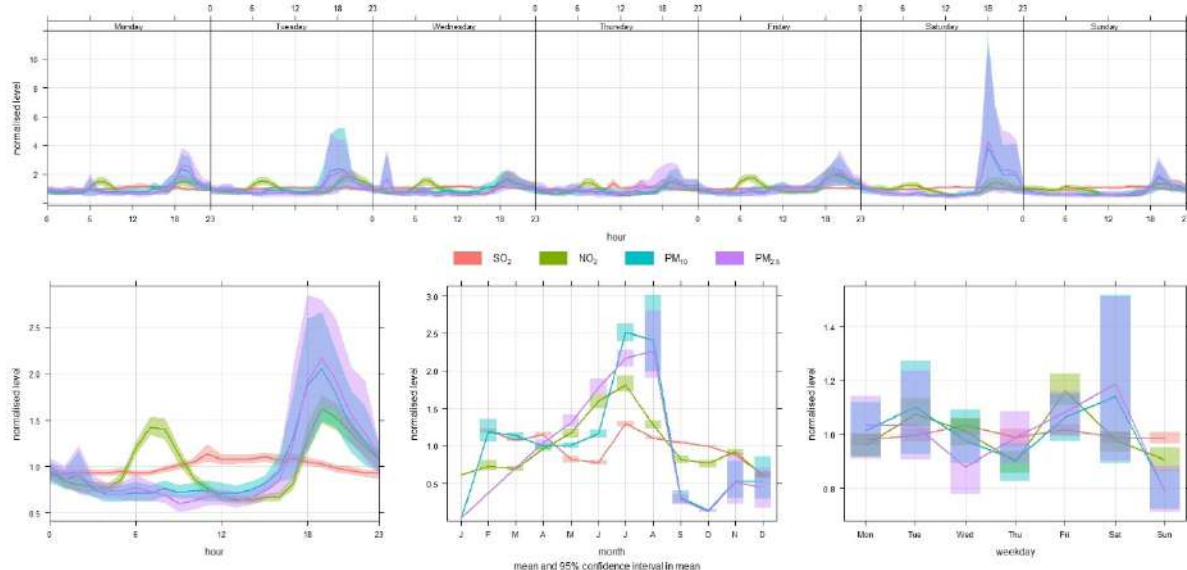 0 12 18 23 0 12 18 23 0 12 18 23
Monday Tuesday Wednesday Thursday Friday Saturday Sunday
normalised level
10
8
6
4
2
0
0 6 12 18 23 0 6 12 18 23 0 6 12 18 23 0 6 12 18 2
hour
SO₂ NO₂ PM₁₀ PM₂.₅
normalised level
2.5
2.0
1.5
1.0
0.5
0 6 12 18 23
hour
normalised level
3.0
2.5
2.0
1.5
1.0
0.5
J F M A M J J A S O N D
month
mean and 95% confidence interval in mean
normalised level
1.4
1.2
1.0
0.8
Mon Tue Wed Thu Fri Sat Sun
weekday